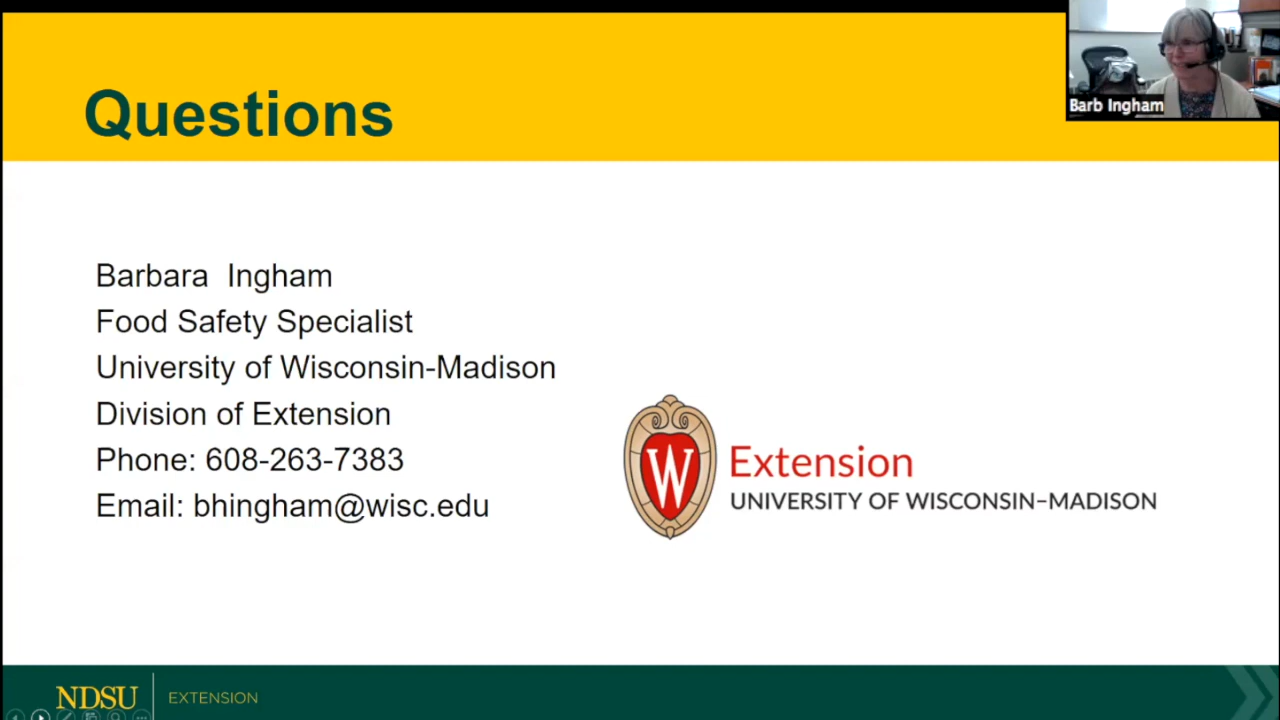 Questions
Barb Ingham
Barbara Ingham
Food Safety Specialist
University of Wisconsin-Madison
Division of Extension
Phone: 608-263-7383
Email: bhingham@wisc.edu
W
Extension
UNIVERSITY OF WISCONSIN–MADISON
NDSU EXTENSION